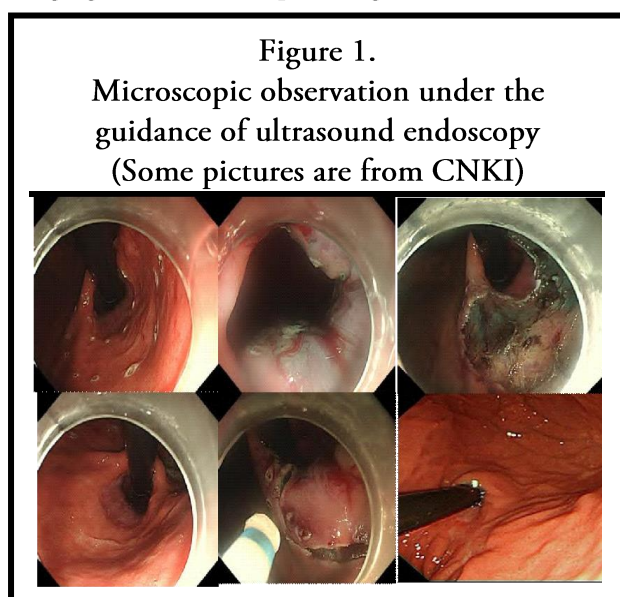 Figure 1.
Microscopic observation under the
guidance of ultrasound endoscopy
(Some pictures are from CNKI)